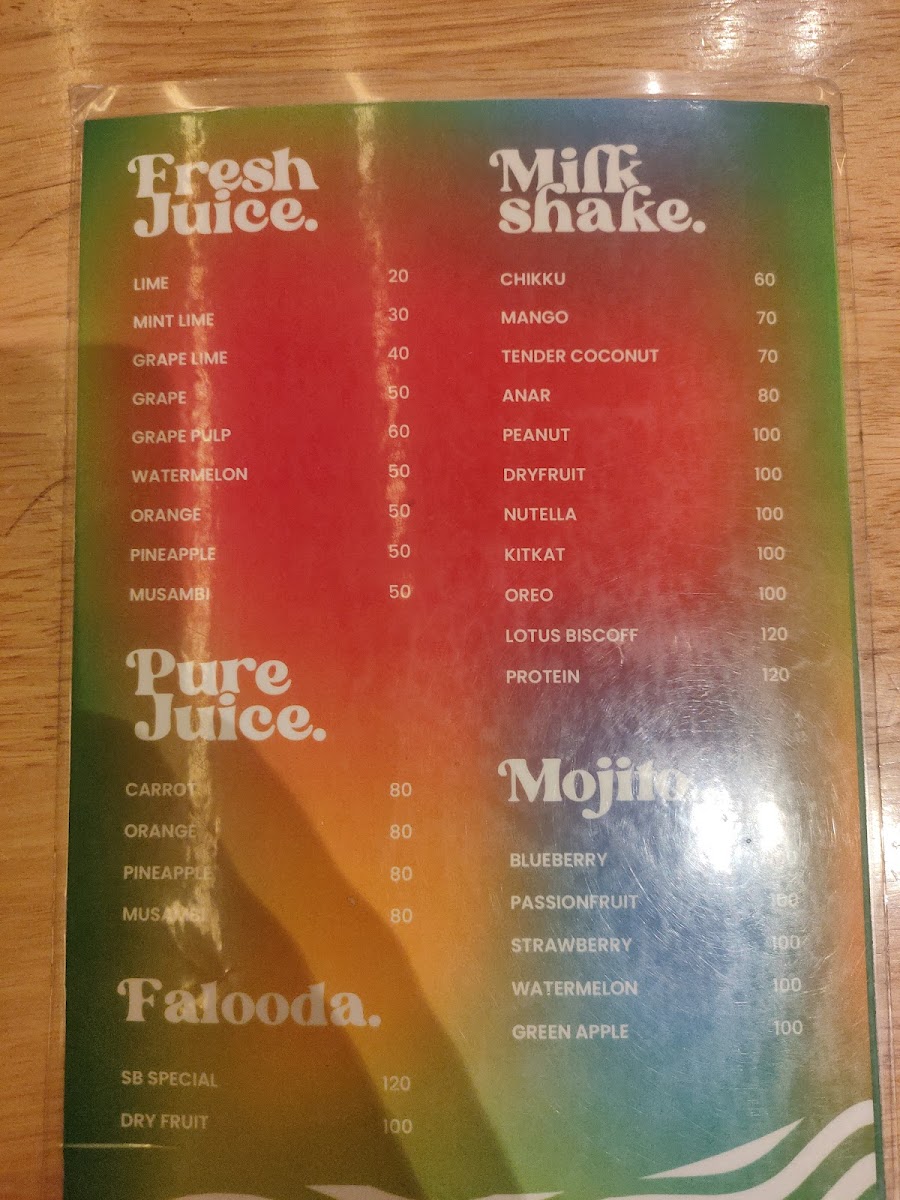 Fresh
Juice.
LIME 20
MINT LIME 30
GRAPE LIME 40
GRAPE 50
GRAPE PULP 60
WATERMELON 50
ORANGE 50
PINEAPPLE 50
MUSAMBI 50
Pure
Juice.
CARROT 80
ORANGE 80
PINEAPPLE 80
MUSAMBI 80
Falooda.
SB SPECIAL 120
DRY FRUIT 100
Milk
shake.
CHIKKU 60
MANGO 70
TENDER COCONUT 70
ANAR 80
PEANUT 100
DRYFRUIT 100
NUTELLA 100
KITKAT 100
OREO 100
LOTUS BISCOFF 120
PROTEIN 120
Mojito.
BLUEBERRY
PASSIONFRUIT 100
STRAWBERRY 100
WATERMELON 100
GREEN APPLE 100